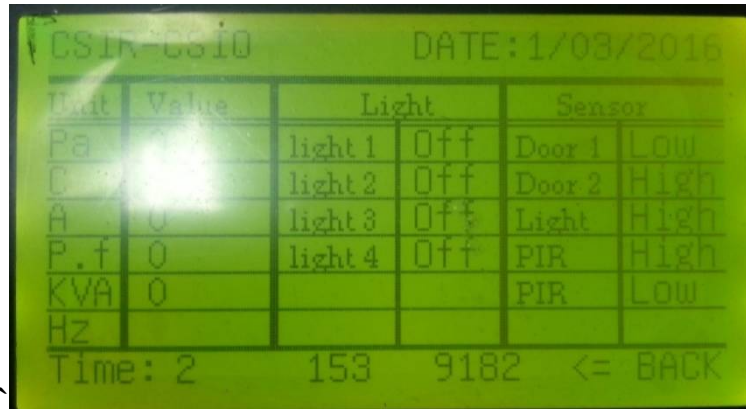 CSIR-CSIO DATE:1/03/2016
Unit Value Light Sensor
Pa 0 light 1 Off Door 1 Low
C light 2 Off Door 2 High
A 0 light 3 Off Light High
P.f 0 light 4 Off PIR High
KVA 0 PIR Low
Hz
Time: 2 153 9182 <= BACK